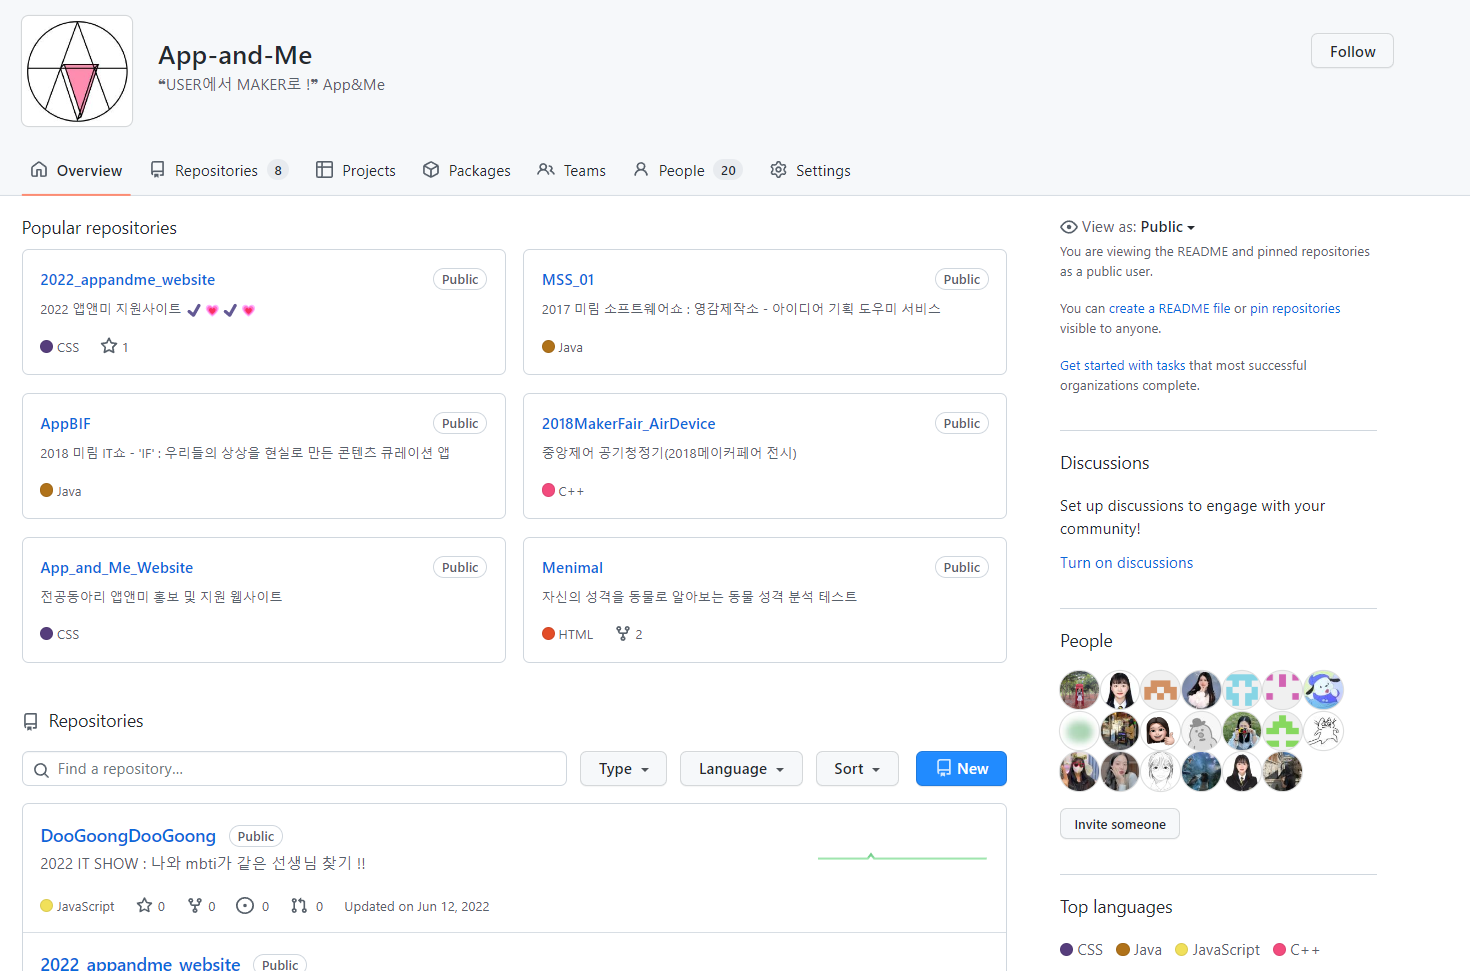 App-and-Me
❝USER에서 MAKER로 !❞ App&Me
Follow
Overview
Repositories 8
Projects
Packages
Teams
People 20
Settings
Popular repositories
2022_appandme_website Public
2022 앱앤미 지원사이트 ✔️ 💗 ✔️ 💗
CSS 1
MSS_01 Public
2017 미림 소프트웨어쇼 : 영감제작소 - 아이디어 기획 도우미 서비스
Java
AppBIF Public
2018 미림 IT쇼 - 'IF' : 우리들의 상상을 현실로 만든 콘텐츠 큐레이션 앱
Java
2018MakerFair_AirDevice Public
중앙제어 공기청정기(2018메이커페어 전시)
C++
App_and_Me_Website Public
전공동아리 앱앤미 홍보 및 지원 웹사이트
CSS
Menimal Public
자신의 성격을 동물로 알아보는 동물 성격 분석 테스트
HTML 2
Repositories
Find a repository...
Type
Language
Sort
New
DooGoongDooGoong Public
2022 IT SHOW : 나와 mbti가 같은 선생님 찾기 !!
JavaScript 0 0 0 0 Updated on Jun 12, 2022
2022_appandme_website Public
View as: Public
You are viewing the README and pinned repositories
as a public user.
You can create a README file or pin repositories
visible to anyone.
Get started with tasks that most successful
organizations complete.
Discussions
Set up discussions to engage with your
community!
Turn on discussions
People
Invite someone
Top languages
CSS Java JavaScript C++